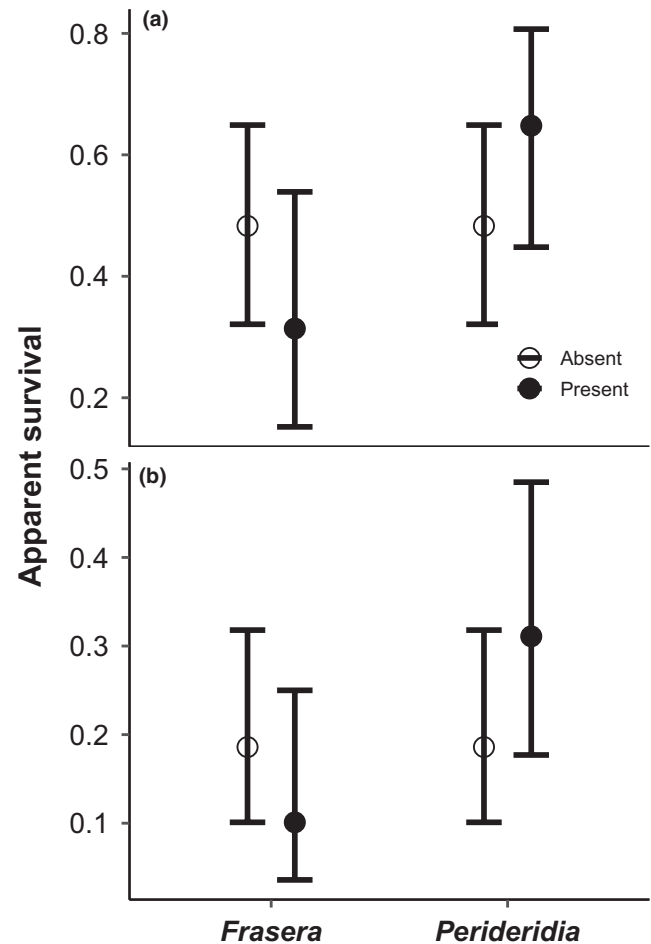 (a)
0.8
0.6
0.4
0.2
Absent
Present
Apparent survival
(b)
0.5
0.4
0.3
0.2
0.1
Frasera Perideridia